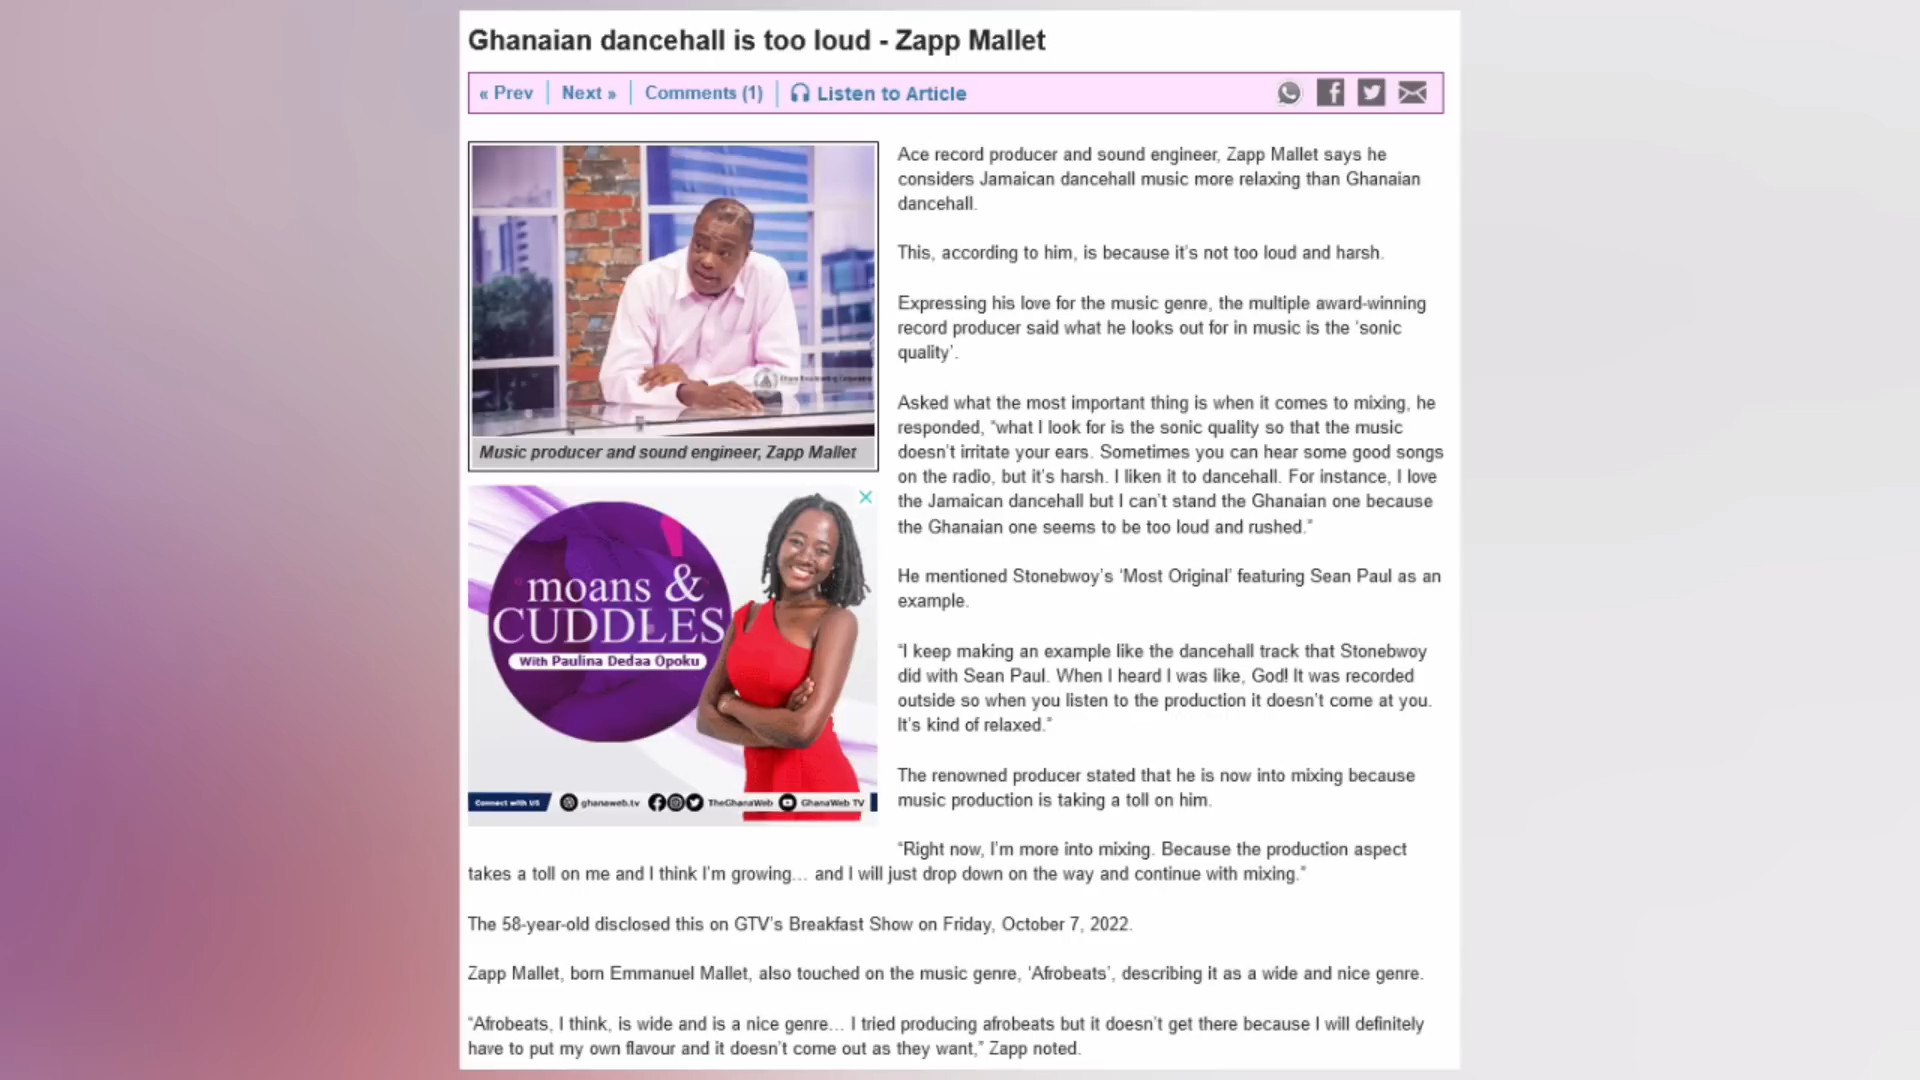 Ghanaian dancehall is too loud - Zapp Mallet
« Prev
Next »
Comments (1)
Listen to Article
Music producer and sound engineer, Zapp Mallet
moans &
CUDDLES
With Paulina Dedaa Opoku
Connect with US
ghanaweb.tv
TheGhanaWeb
GhanaWeb TV
Ace record producer and sound engineer, Zapp Mallet says he
considers Jamaican dancehall music more relaxing than Ghanaian
dancehall.
This, according to him, is because it's not too loud and harsh.
Expressing his love for the music genre, the multiple award-winning
record producer said what he looks out for in music is the 'sonic
quality'.
Asked what the most important thing is when it comes to mixing, he
responded, "what I look for is the sonic quality so that the music
doesn't irritate your ears. Sometimes you can hear some good songs
on the radio, but it's harsh. I liken it to dancehall. For instance, I love
the Jamaican dancehall but I can't stand the Ghanaian one because
the Ghanaian one seems to be too loud and rushed."
He mentioned Stonebwoy's 'Most Original' featuring Sean Paul as an
example.
"I keep making an example like the dancehall track that Stonebwoy
did with Sean Paul. When I heard I was like, God! It was recorded
outside so when you listen to the production it doesn't come at you.
It's kind of relaxed."
The renowned producer stated that he is now into mixing because
music production is taking a toll on him.
"Right now, I'm more into mixing. Because the production aspect
takes a toll on me and I think I'm growing... and I will just drop down on the way and continue with mixing."
The 58-year-old disclosed this on GTV's Breakfast Show on Friday, October 7, 2022.
Zapp Mallet, born Emmanuel Mallet, also touched on the music genre, 'Afrobeats', describing it as a wide and nice genre.
"Afrobeats, I think, is wide and is a nice genre... I tried producing afrobeats but it doesn't get there because I will definitely
have to put my own flavour and it doesn't come out as they want," Zapp noted.